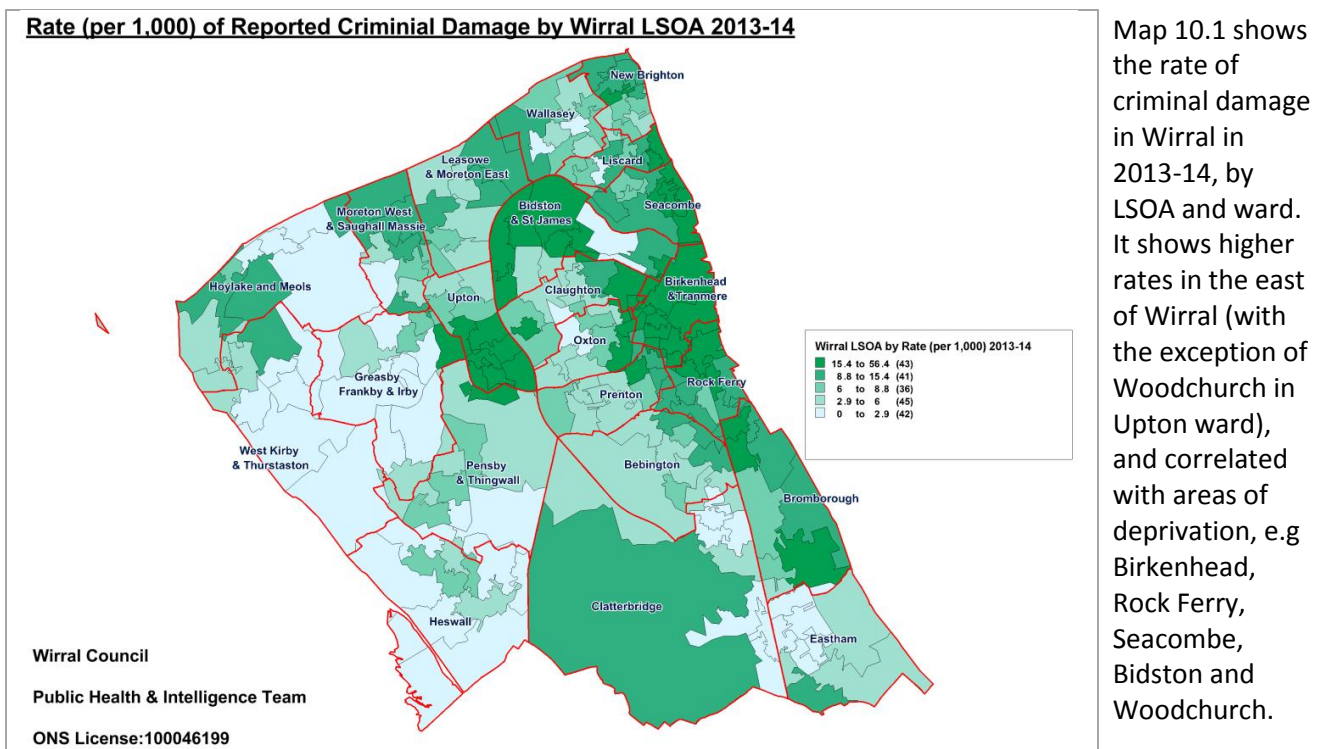 Rate (per 1,000) of Reported Criminial Damage by Wirral LSOA 2013-14
New Brighton
Wallasey
Liscard
Leasowe
& Moreton East
Seacombe
Bidston
& St.James
Moreton West
& Saughall Massie
Hoylake and Meols
Birkenhead
&Tranmere
Claughton
Upton
Oxton
Greasby
Frankby & Irby
Rock Ferry
Prenton
West Kirby
& Thurstaston
Pensby
& Thingwall
Bebington
Bromborough
Clatterbridge
Heswall
Eastham
Wirral LSOA by Rate (per 1,000) 2013-14
15.4 to 56.4 (43)
8.8 to 15.4 (41)
6 to 8.8 (36)
2.9 to 6 (45)
0 to 2.9 (42)
Wirral Council
Public Health & Intelligence Team
ONS License:100046199
Map 10.1 shows
the rate of
criminal damage
in Wirral in
2013-14, by
LSOA and ward.
It shows higher
rates in the east
of Wirral (with
the exception of
Woodchurch in
Upton ward),
and correlated
with areas of
deprivation, e.g
Birkenhead,
Rock Ferry,
Seacombe,
Bidston and
Woodchurch.